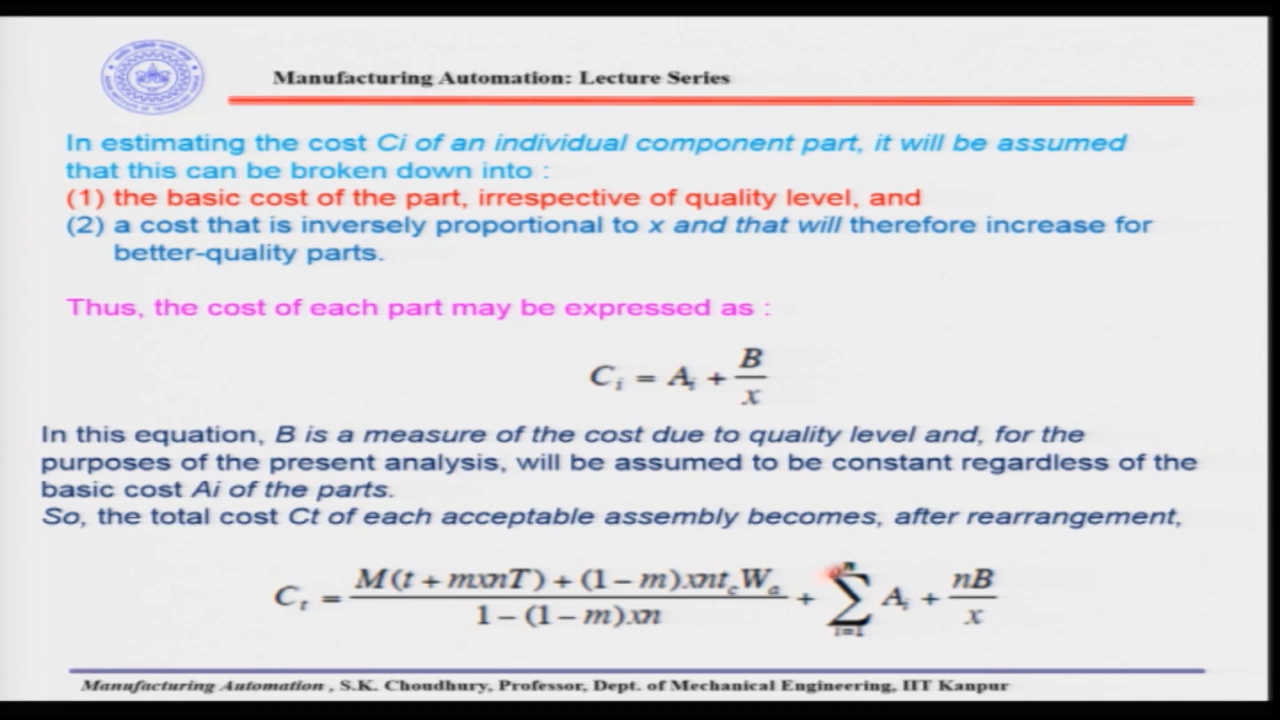 Manufacturing Automation: Lecture Series
In estimating the cost Ci of an individual component part, it will be assumed
that this can be broken down into :
(1) the basic cost of the part, irrespective of quality level, and
(2) a cost that is inversely proportional to x and that will therefore increase for
better-quality parts.
Thus, the cost of each part may be expressed as :
C_i = A_i + B/x
In this equation, B is a measure of the cost due to quality level and, for the
purposes of the present analysis, will be assumed to be constant regardless of the
basic cost Ai of the parts.
So, the total cost Ct of each acceptable assembly becomes, after rearrangement,
C_t = (M(t + mxnT) + (1 − m)xnt_cW_a) / (1 − (1 − m)xn) + ∑_{i=1}^{n} A_i + nB/x
Manufacturing Automation , S.K. Choudhury, Professor, Dept. of Mechanical Engineering, IIT Kanpur